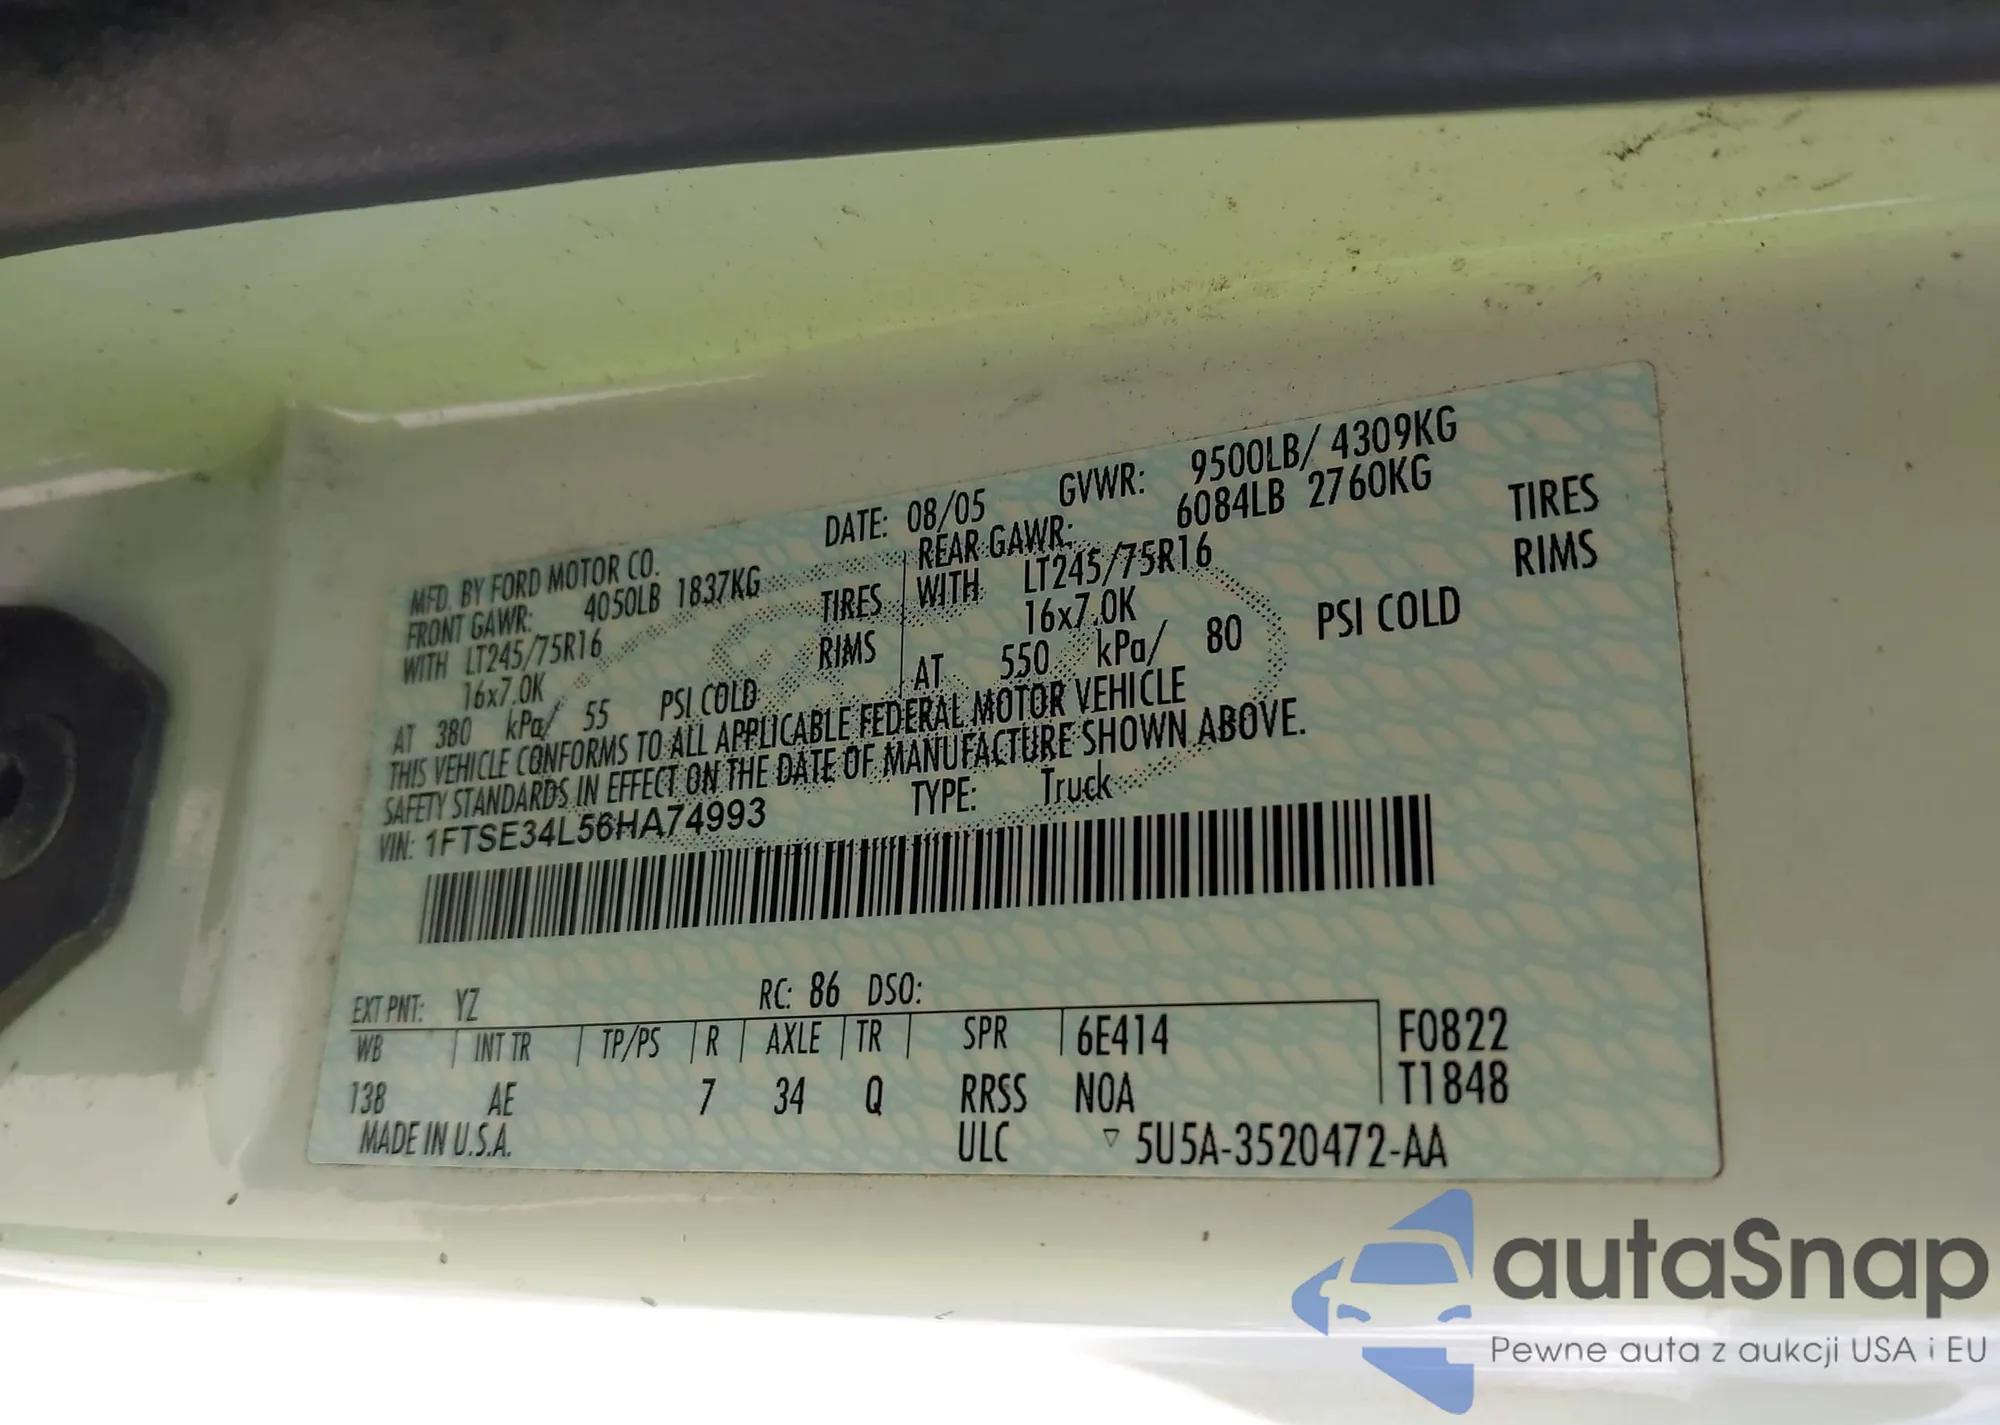 MFD. BY FORD MOTOR CO. DATE: 08/05 GVWR: 9500LB/ 4309KG
FRONT GAWR: 4050LB 1837KG REAR GAWR: 6084LB 2760KG
WITH LT245/75R16 TIRES WITH LT245/75R16 TIRES
16x7.0K RIMS 16x7.0K RIMS
AT 380 kPa/ 55 PSI COLD AT 550 kPa/ 80 PSI COLD
THIS VEHICLE CONFORMS TO ALL APPLICABLE FEDERAL MOTOR VEHICLE
SAFETY STANDARDS IN EFFECT ON THE DATE OF MANUFACTURE SHOWN ABOVE.
VIN: 1FTSE34L56HA74993 TYPE: Truck
EXT PNT: YZ RC: 86 DSO:
WB INT TR TP/PS R AXLE TR SPR 6E414 F0822
138 AE 7 34 Q RRSS NOA T1848
MADE IN U.S.A. ULC ▽ 5U5A-3520472-AA
autaSnap
Pewne auta z aukcji USA i EU